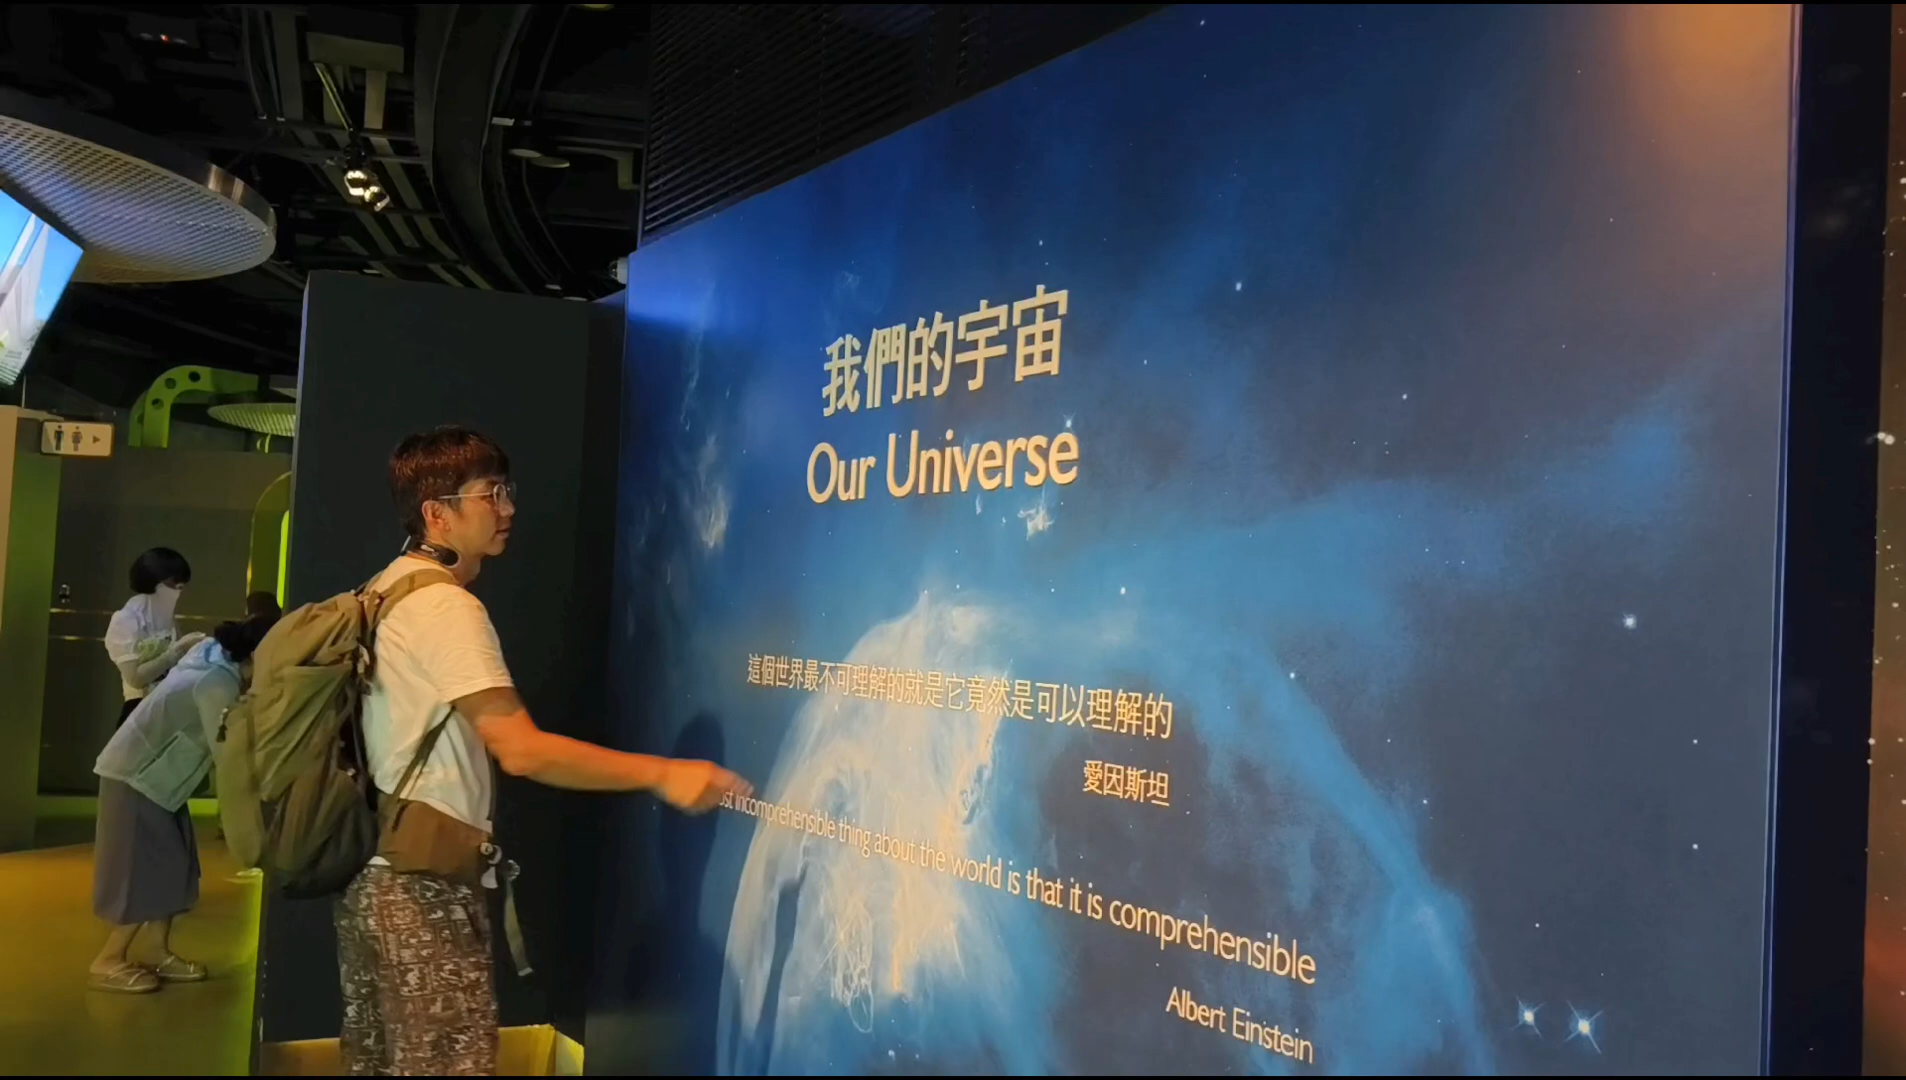 我們的宇宙
Our Universe
這個世界最不可理解的就是它竟然是可以理解的
愛因斯坦
incomprehensible thing about the world is that it is comprehensible
Albert Einstein